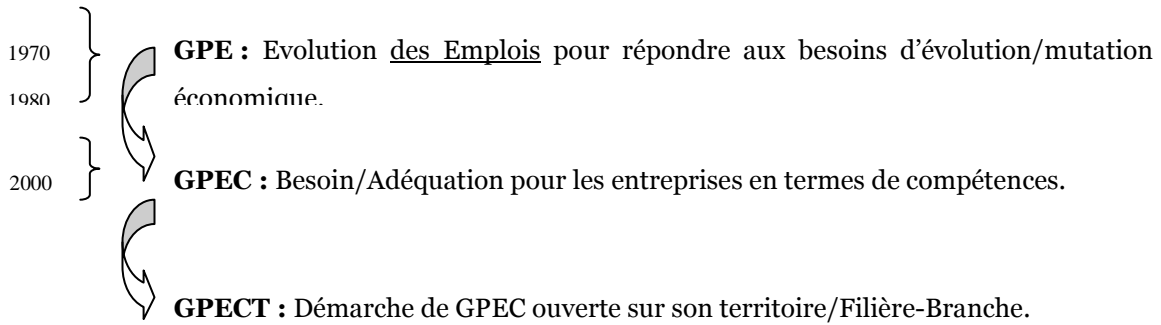 1970 GPE : Evolution des Emplois pour répondre aux besoins d’évolution/mutation
1980 économique.
2000 GPEC : Besoin/Adéquation pour les entreprises en termes de compétences.
GPECT : Démarche de GPEC ouverte sur son territoire/Filière-Branche.